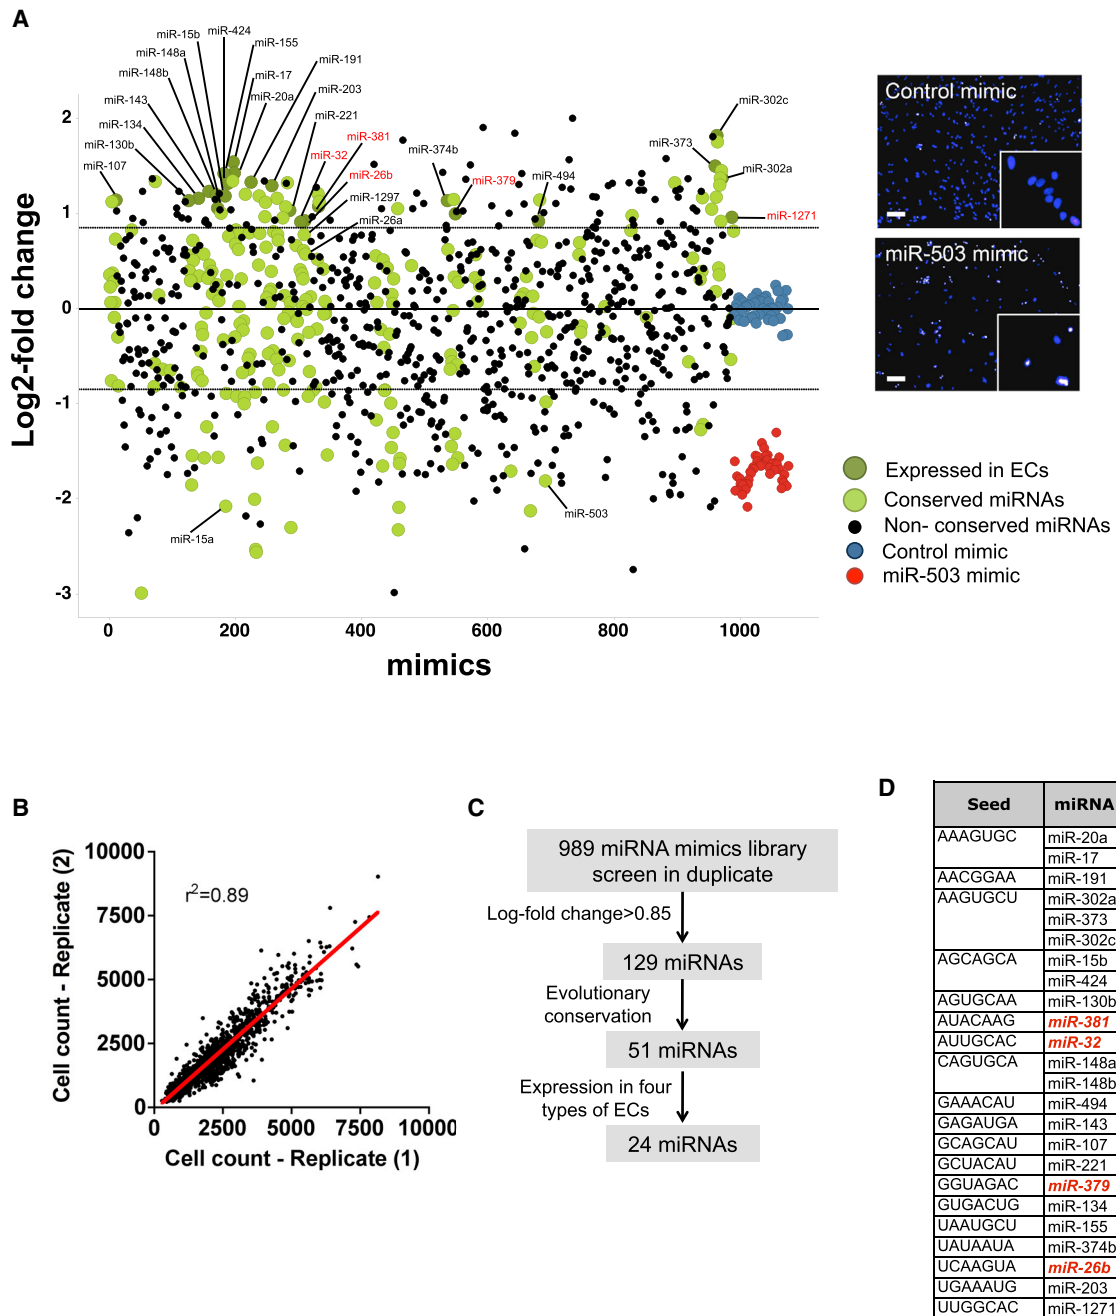 A
miR-424
miR-15b
miR-155
miR-148a
miR-191
miR-148b
miR-17
miR-203
miR-143
miR-20a
miR-134
miR-221
miR-130b
miR-381
miR-107
miR-32
miR-26b
miR-1297
miR-26a
miR-374b
miR-379
miR-494
miR-302c
miR-373
miR-302a
miR-1271
miR-15a
miR-503
Log2-fold change
2
1
0
-1
-2
-3
0
200
400
600
800
1000
mimics
Control mimic
miR-503 mimic
Expressed in ECs
Conserved miRNAs
Non- conserved miRNAs
Control mimic
miR-503 mimic
B
Cell count - Replicate (2)
10000
7500
5000
2500
0
r2=0.89
0
2500
5000
7500
10000
Cell count - Replicate (1)
C
989 miRNA mimics library
screen in duplicate
Log-fold change>0.85
129 miRNAs
Evolutionary
conservation
51 miRNAs
Expression in four
types of ECs
24 miRNAs
D
Seed miRNA
AAAGUGC miR-20a
miR-17
AACGGAA miR-191
AAGUGCU miR-302a
miR-373
miR-302c
AGCAGCA miR-15b
miR-424
AGUGCAA miR-130b
AUACAAG miR-381
AUUGCAC miR-32
CAGUGCA miR-148a
miR-148b
GAAACAU miR-494
GAGAUGA miR-143
GCAGCAU miR-107
GCUACAU miR-221
GGUAGAC miR-379
GUGACUG miR-134
UAAUGCU miR-155
UAUAAUA miR-374b
UCAAGUA miR-26b
UGAAAUG miR-203
UUGGCAC miR-1271